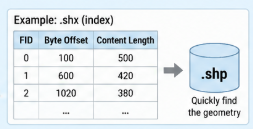 Example: .shx (index)
FID Byte Offset Content Length
0 100 500
1 600 420
2 1020 380
... ...
.shp
Quickly find
the geometry